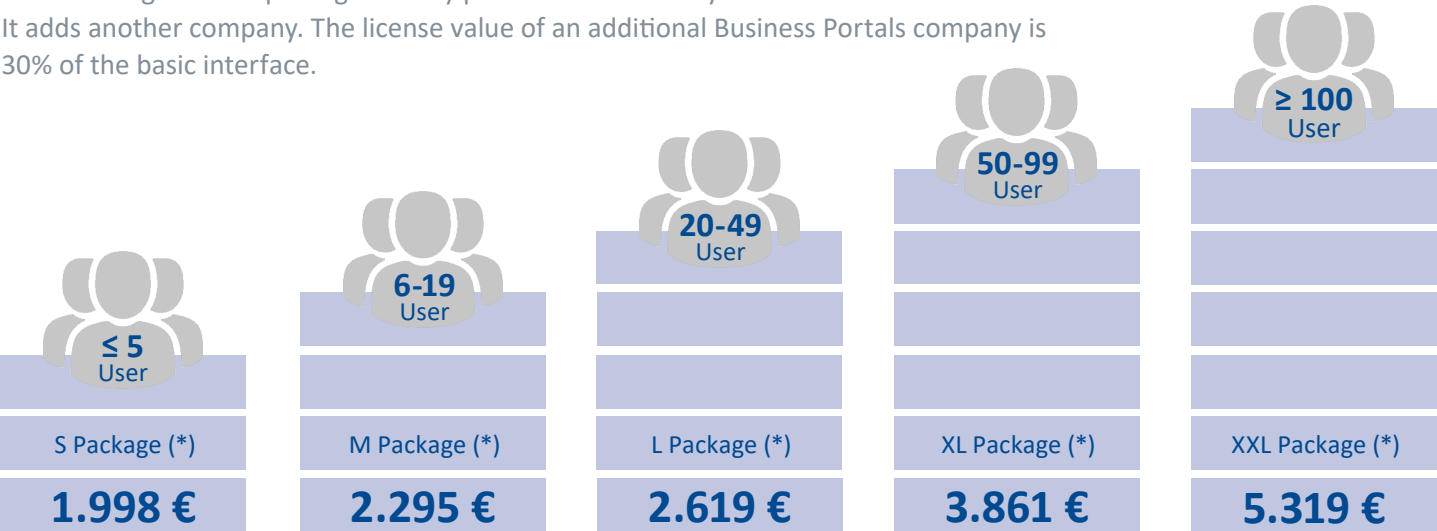 It adds another company. The license value of an additional Business Portals company is
30% of the basic interface.
≤ 5
User
6-19
User
20-49
User
50-99
User
≥ 100
User
S Package (*)
M Package (*)
L Package (*)
XL Package (*)
XXL Package (*)
1.998 €
2.295 €
2.619 €
3.861 €
5.319 €